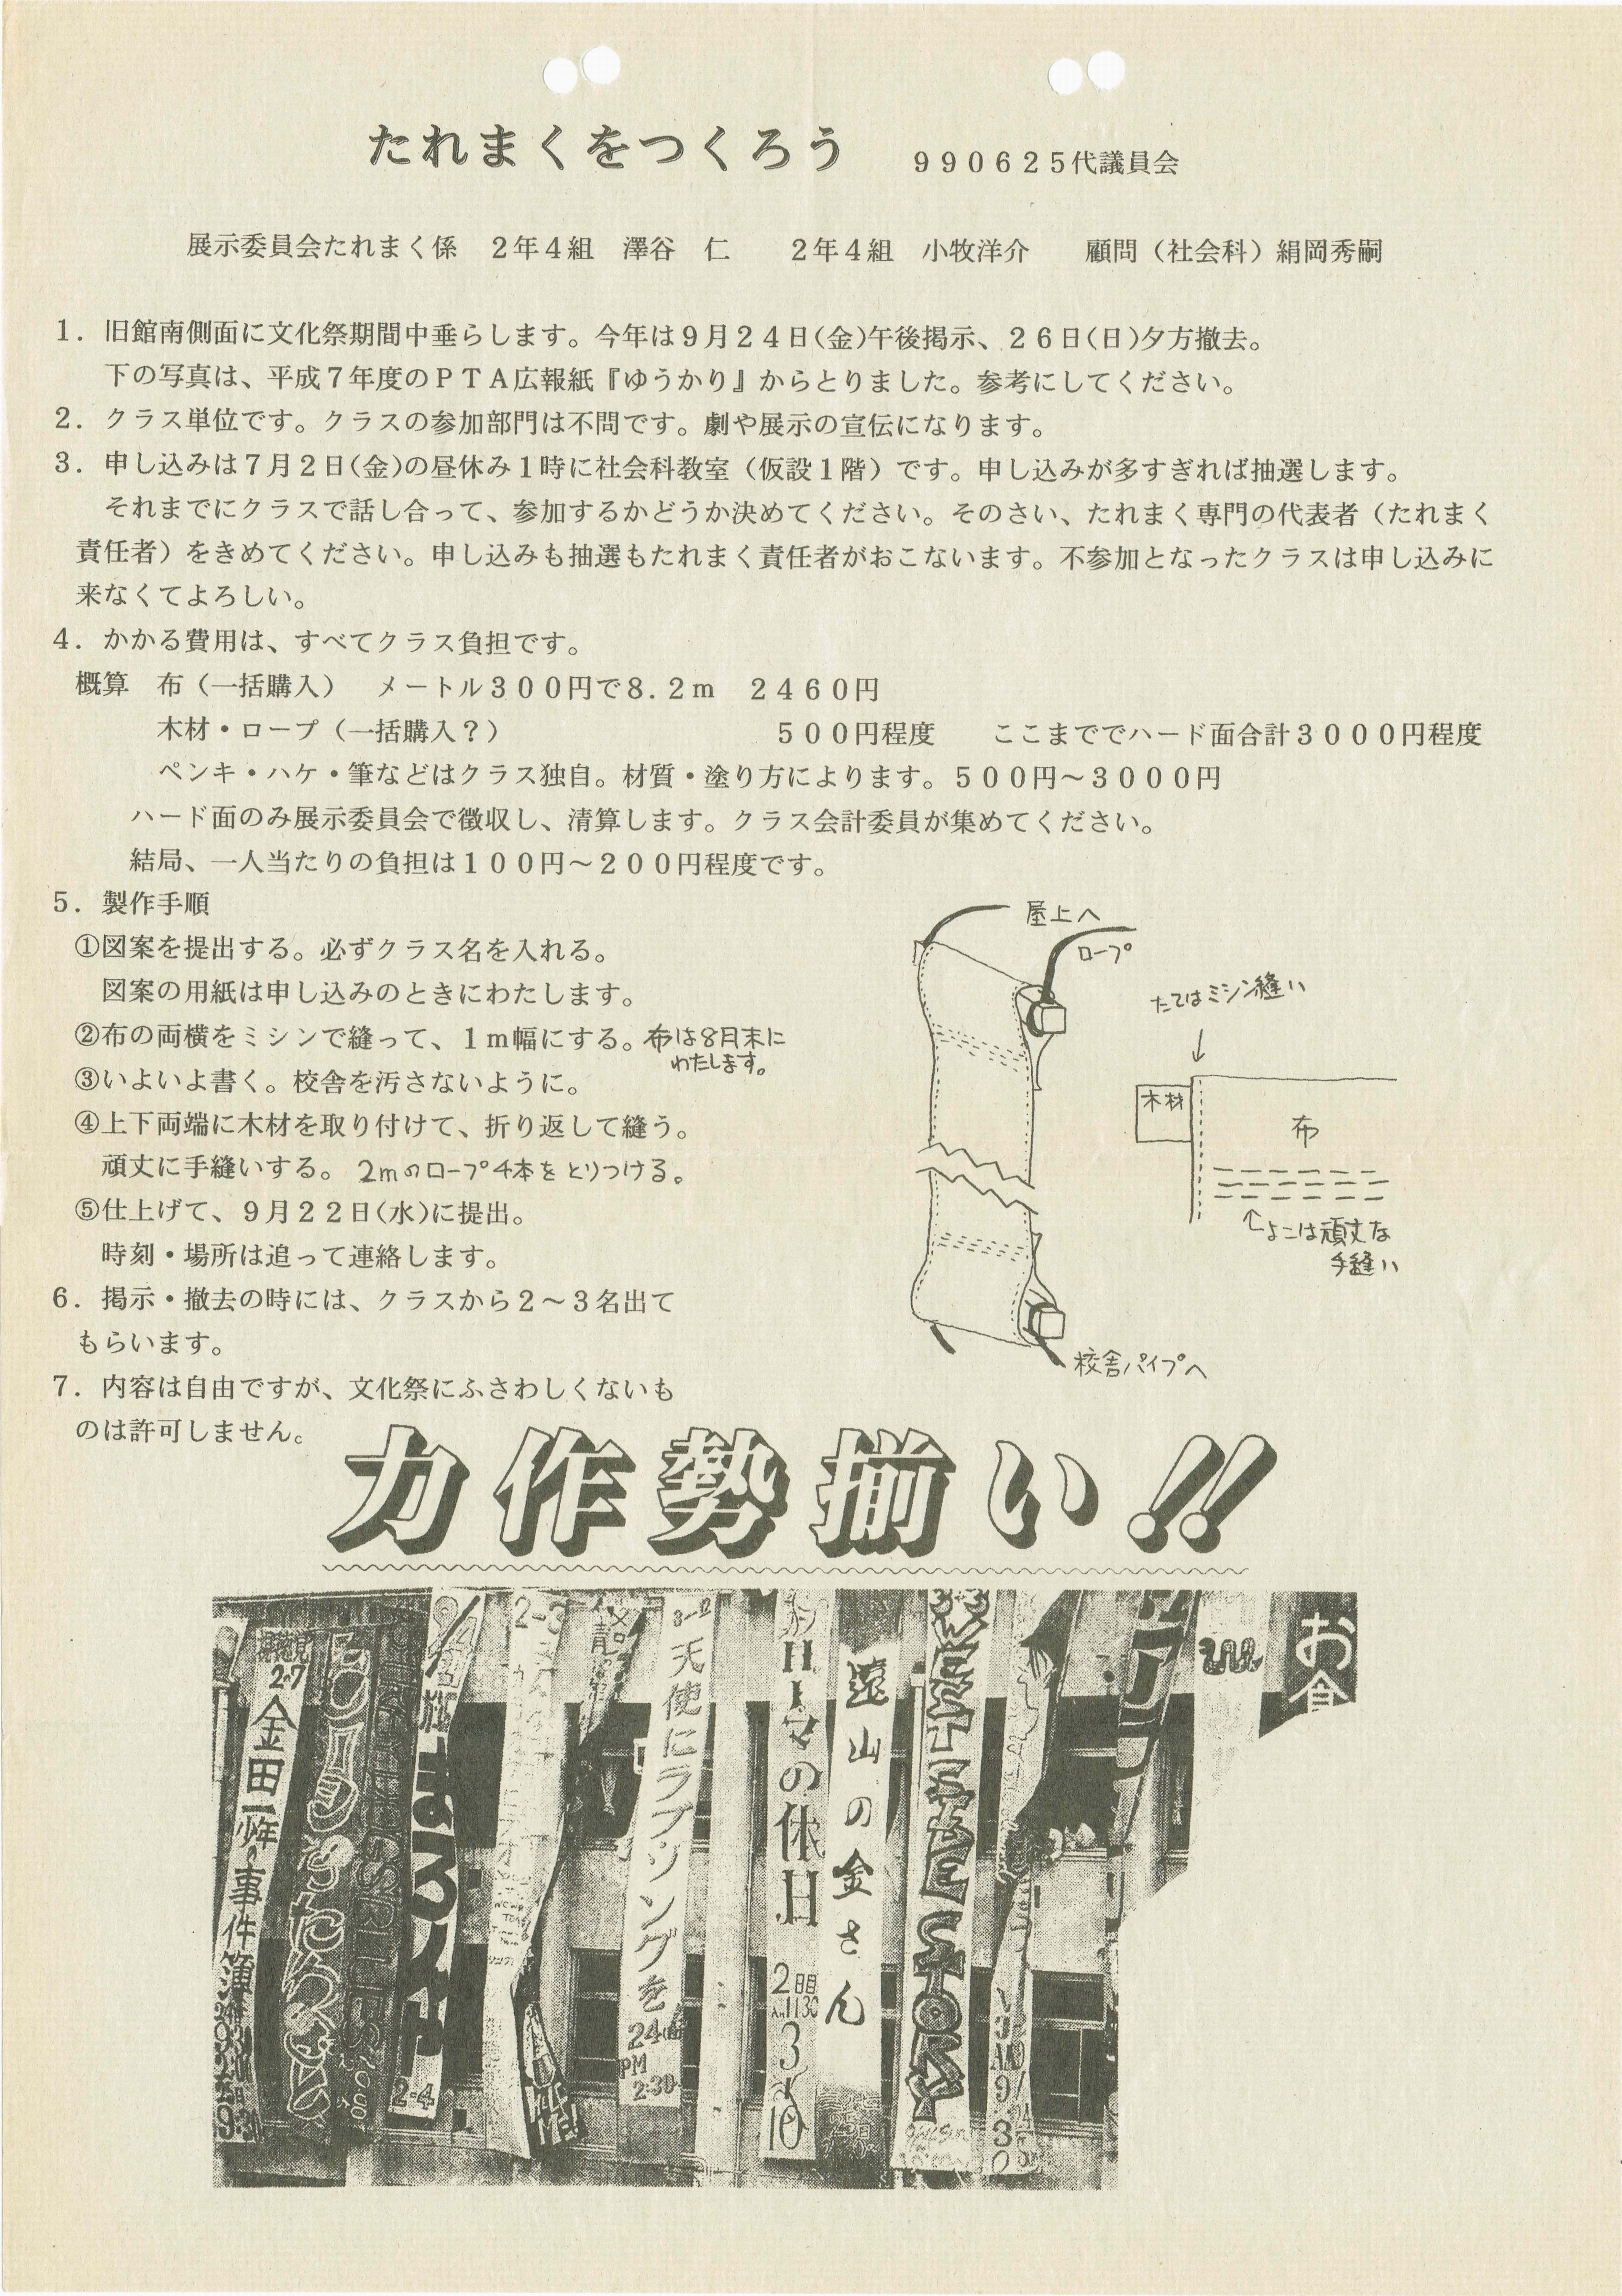 たれまくをつくろう　９９０６２５代議員会
展示委員会たれまく係　２年４組　澤谷　仁　　２年４組　小牧洋介　　顧問（社会科）絹岡秀嗣
１．旧館南側面に文化祭期間中垂らします。今年は９月２４日(金)午後掲示、２６日(日)夕方撤去。
下の写真は、平成７年度のＰＴＡ広報紙『ゆうかり』からとりました。参考にしてください。
２．クラス単位です。クラスの参加部門は不問です。劇や展示の宣伝になります。
３．申し込みは７月２日(金)の昼休み１時に社会科教室（仮設１階）です。申し込みが多すぎれば抽選します。
それまでにクラスで話し合って、参加するかどうか決めてください。そのさい、たれまく専門の代表者（たれまく
責任者）をきめてください。申し込みも抽選もたれまく責任者がおこないます。不参加となったクラスは申し込みに
来なくてよろしい。
４．かかる費用は、すべてクラス負担です。
概算　布（一括購入）　メートル３００円で８.２ｍ　２４６０円
木材・ロープ（一括購入？）　５００円程度　　ここまででハード面合計３０００円程度
ペンキ・ハケ・筆などはクラス独自。材質・塗り方によります。５００円～３０００円
ハード面のみ展示委員会で徴収し、清算します。クラス会計委員が集めてください。
結局、一人当たりの負担は１００円～２００円程度です。
５．製作手順
①図案を提出する。必ずクラス名を入れる。
図案の用紙は申し込みのときにわたします。
②布の両横をミシンで縫って、１ｍ幅にする。布は8月末に
わたします。
③いよいよ書く。校舎を汚さないように。
④上下両端に木材を取り付けて、折り返して縫う。
頑丈に手縫いする。2mのロープ4本をとりつける。
⑤仕上げて、９月２２日(水)に提出。
時刻・場所は追って連絡します。
６．掲示・撤去の時には、クラスから２～３名出て
もらいます。
７．内容は自由ですが、文化祭にふさわしくないも
のは許可しません。
屋上へ
ロープ
たてはミシン縫い
木材
布
↑よこは頑丈な
手縫い
校舎パイプへ
力作勢揃い!!
2-7
金田一少年の事件簿
まろい
2-4
2-3
天使にラブソングを
24
PM
2:30
ローマの休日
2日目
AM1130
3
10
遠山の金さん
WEST SIDE STORY
9/
3
お